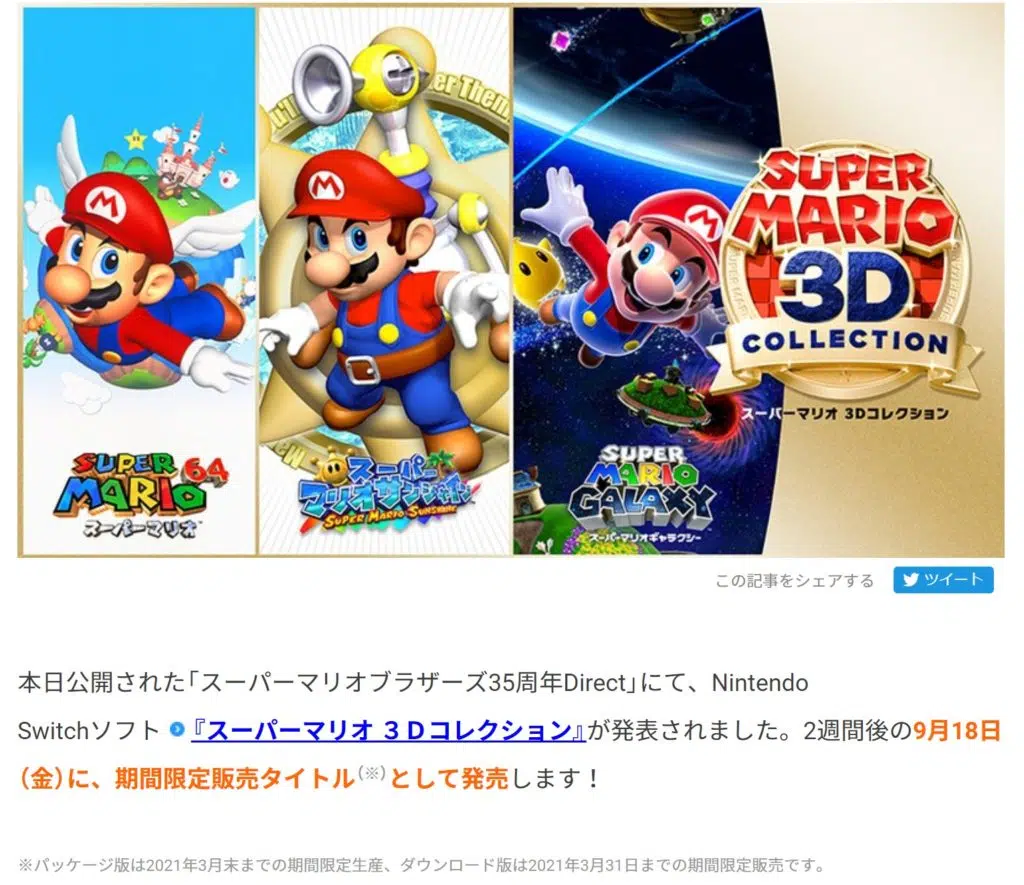 er Them
SUPER
MARIO
3D
COLLECTION
スーパーマリオ 3Dコレクション
SUPER
MARIO 64
スーパーマリオ
スーパー
マリオサンシャイン
SUPER MARIO SUNSHINE
SUPER
MARIO
GALAXY
スーパーマリオギャラクシー
この記事をシェアする ツイート
本日公開された｢スーパーマリオブラザーズ35周年Direct｣にて、Nintendo
Switchソフト 『スーパーマリオ ３Ｄコレクション』が発表されました。2週間後の9月18日
（金）に、期間限定販売タイトル（※）として発売します！
※パッケージ版は2021年3月末までの期間限定生産、ダウンロード版は2021年3月31日までの期間限定販売です。